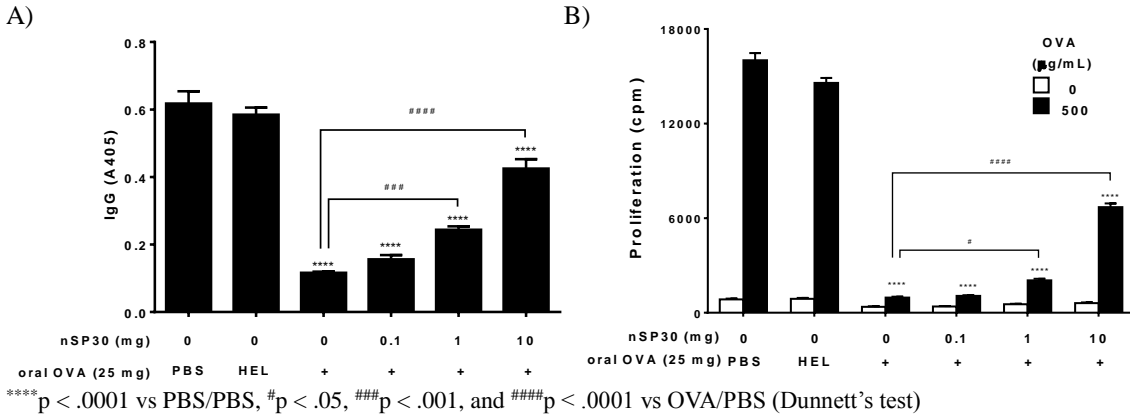 A)
IgG (A405)
0.8
0.6
0.4
0.2
0.0
####
###
****
****
****
****
nSP30 (mg) 0 0 0 0.1 1 10
oral OVA (25 mg) PBS HEL + + + +
B)
Proliferation (cpm)
18000
12000
6000
0
OVA
(μg/mL)
0
500
####
#
****
****
****
****
nSP30 (mg) 0 0 0 0.1 1 10
oral OVA (25 mg) PBS HEL + + + +
****p < .0001 vs PBS/PBS, #p < .05, ###p < .001, and ####p < .0001 vs OVA/PBS (Dunnett's test)